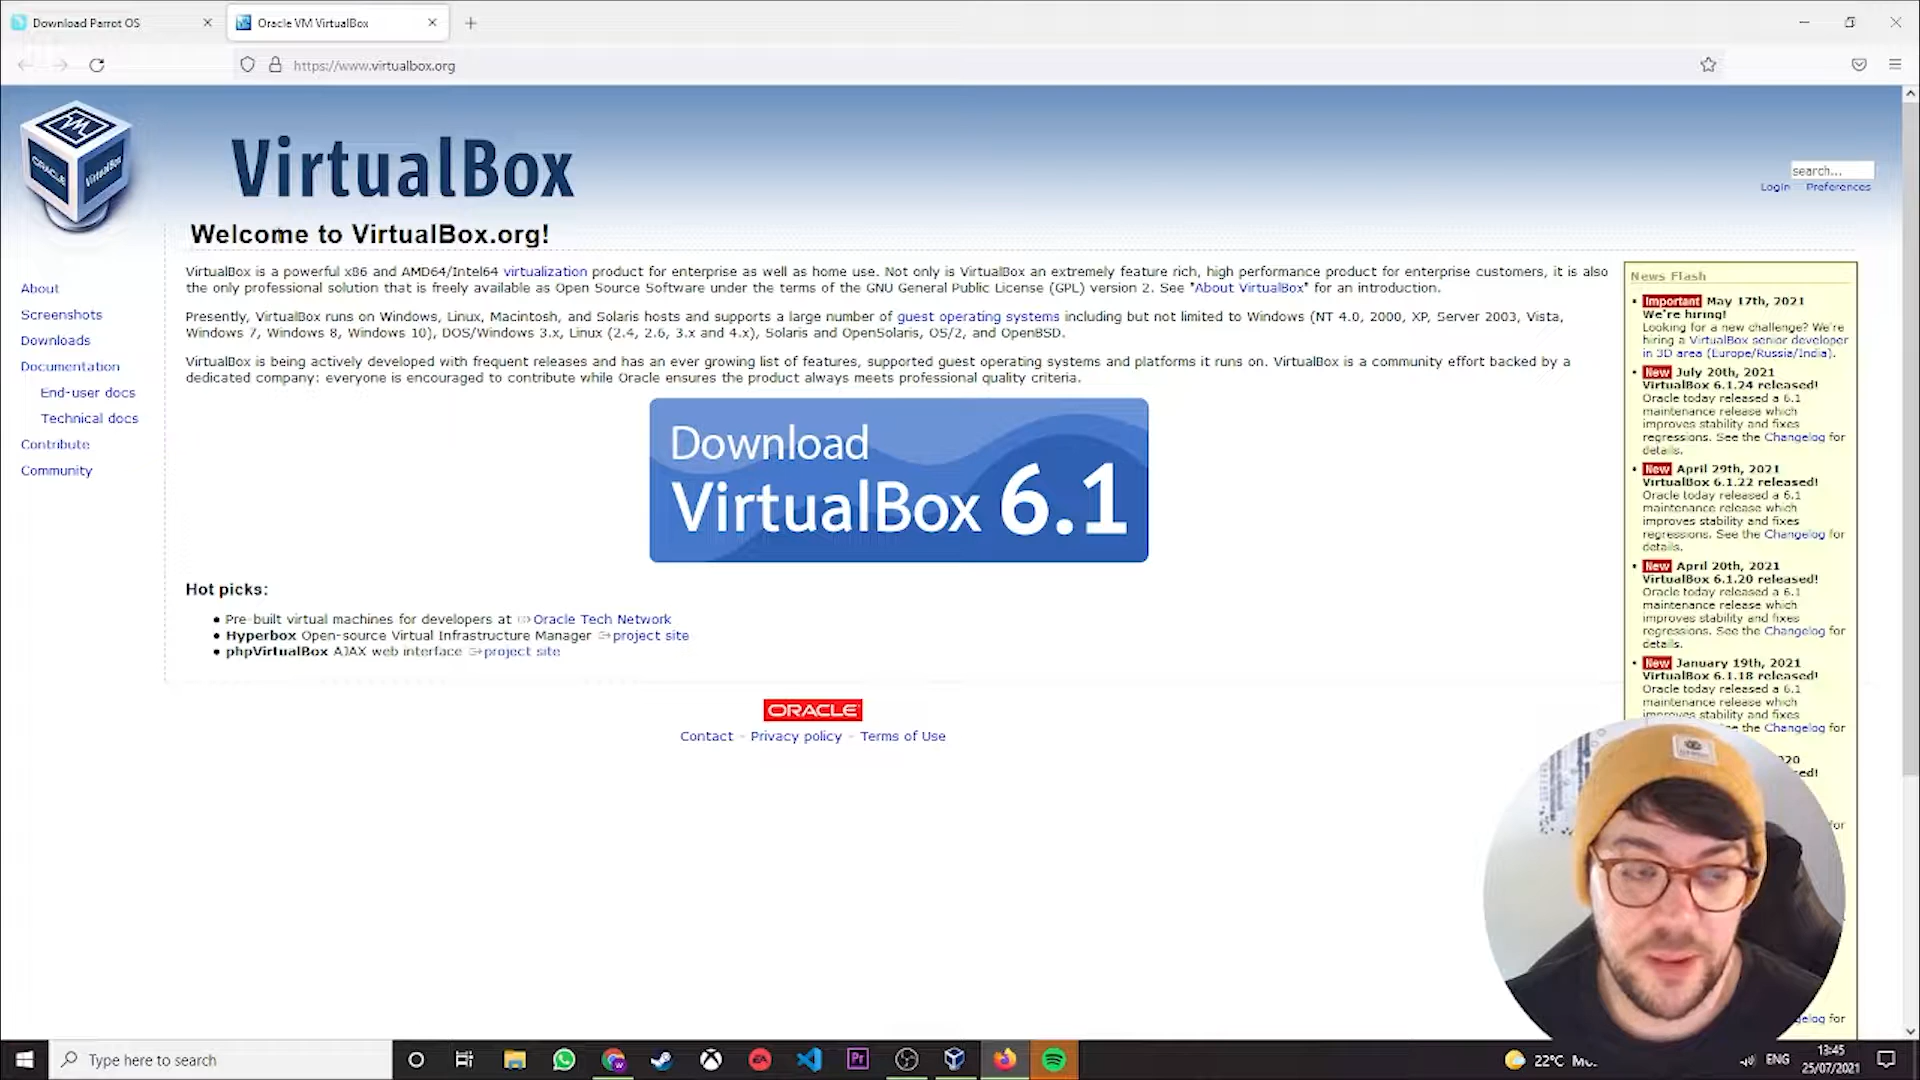 Download Parrot OS
Oracle VM VirtualBox
https://www.virtualbox.org
ORACLE
VirtualBox
VirtualBox
search...
Login Preferences
Welcome to VirtualBox.org!
VirtualBox is a powerful x86 and AMD64/Intel64 virtualization product for enterprise as well as home use. Not only is VirtualBox an extremely feature rich, high performance product for enterprise customers, it is also
the only professional solution that is freely available as Open Source Software under the terms of the GNU General Public License (GPL) version 2. See "About VirtualBox" for an introduction.
Presently, VirtualBox runs on Windows, Linux, Macintosh, and Solaris hosts and supports a large number of guest operating systems including but not limited to Windows (NT 4.0, 2000, XP, Server 2003, Vista,
Windows 7, Windows 8, Windows 10), DOS/Windows 3.x, Linux (2.4, 2.6, 3.x and 4.x), Solaris and OpenSolaris, OS/2, and OpenBSD.
VirtualBox is being actively developed with frequent releases and has an ever growing list of features, supported guest operating systems and platforms it runs on. VirtualBox is a community effort backed by a
dedicated company: everyone is encouraged to contribute while Oracle ensures the product always meets professional quality criteria.
About
Screenshots
Downloads
Documentation
End-user docs
Technical docs
Contribute
Community
Download
VirtualBox 6.1
Hot picks:
Pre-built virtual machines for developers at Oracle Tech Network
Hyperbox Open-source Virtual Infrastructure Manager project site
phpVirtualBox AJAX web interface project site
ORACLE
Contact - Privacy policy - Terms of Use
News Flash
Important May 17th, 2021
We're hiring!
Looking for a new challenge? We're
hiring a VirtualBox senior developer
in 3D area (Europe/Russia/India).
New July 20th, 2021
VirtualBox 6.1.24 released!
Oracle today released a 6.1
maintenance release which
improves stability and fixes
regressions. See the Changelog for
details.
New April 29th, 2021
VirtualBox 6.1.22 released!
Oracle today released a 6.1
maintenance release which
improves stability and fixes
regressions. See the Changelog for
details.
New April 20th, 2021
VirtualBox 6.1.20 released!
Oracle today released a 6.1
maintenance release which
improves stability and fixes
regressions. See the Changelog for
details.
New January 19th, 2021
VirtualBox 6.1.18 released!
Oracle today released a 6.1
maintenance release which
improves stability and fixes
the Changelog for
for
for
Type here to search
EA
Pr
22°C
ENG
13:45
25/07/2021